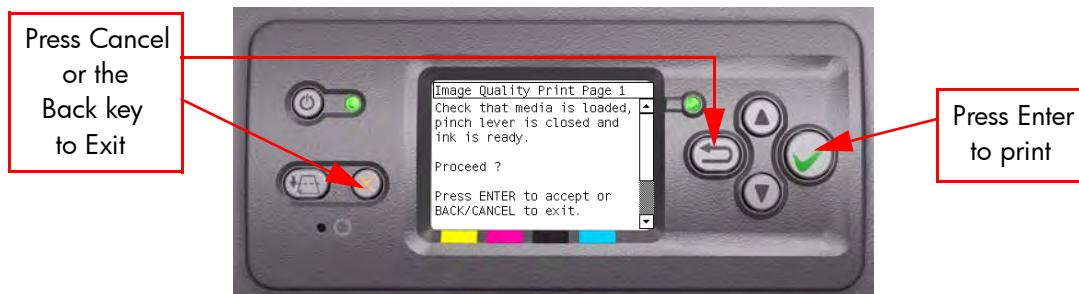 Press Cancel
or the
Back key
to Exit
Image Quality Print Page 1
Check that media is loaded,
pinch lever is closed and
ink is ready.
Proceed ?
Press ENTER to accept or
BACK/CANCEL to exit.
Press Enter
to print